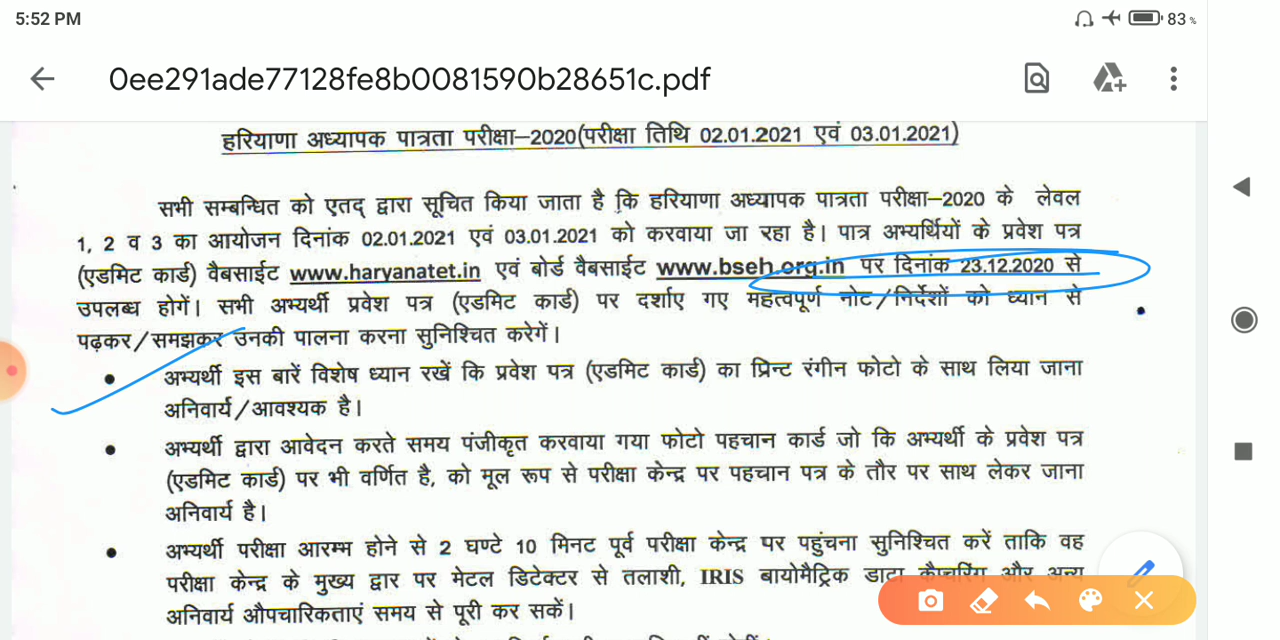 5:52 PM
83%
0ee291ade77128fe8b0081590b28651c.pdf
हरियाणा अध्यापक पात्रता परीक्षा–2020(परीक्षा तिथि 02.01.2021 एवं 03.01.2021)
सभी सम्बन्धित को एतद् द्वारा सूचित किया जाता है कि हरियाणा अध्यापक पात्रता परीक्षा–2020 के लेवल
1, 2 व 3 का आयोजन दिनांक 02.01.2021 एवं 03.01.2021 को करवाया जा रहा है। पात्र अभ्यर्थियों के प्रवेश पत्र
(एडमिट कार्ड) वैबसाईट www.haryanatet.in एवं बोर्ड वैबसाईट www.bseh.org.in पर दिनांक 23.12.2020 से
उपलब्ध होगें। सभी अभ्यर्थी प्रवेश पत्र (एडमिट कार्ड) पर दर्शाए गए महत्वपूर्ण नोट/निर्देशों को ध्यान से
पढ़कर/समझकर उनकी पालना करना सुनिश्चित करेगें।
• अभ्यर्थी इस बारें विशेष ध्यान रखें कि प्रवेश पत्र (एडमिट कार्ड) का प्रिन्ट रंगीन फोटो के साथ लिया जाना
अनिवार्य/आवश्यक है।
• अभ्यर्थी द्वारा आवेदन करते समय पंजीकृत करवाया गया फोटो पहचान कार्ड जो कि अभ्यर्थी के प्रवेश पत्र
(एडमिट कार्ड) पर भी वर्णित है, को मूल रूप से परीक्षा केन्द्र पर पहचान पत्र के तौर पर साथ लेकर जाना
अनिवार्य है।
• अभ्यर्थी परीक्षा आरम्भ होने से 2 घण्टे 10 मिनट पूर्व परीक्षा केन्द्र पर पहुंचना सुनिश्चित करें ताकि वह
परीक्षा केन्द्र के मुख्य द्वार पर मेटल डिटेक्टर से तलाशी, IRIS बायोमैट्रिक डाटा कैप्चरिंग और अन्य
अनिवार्य औपचारिकताएं समय से पूरी कर सकें।